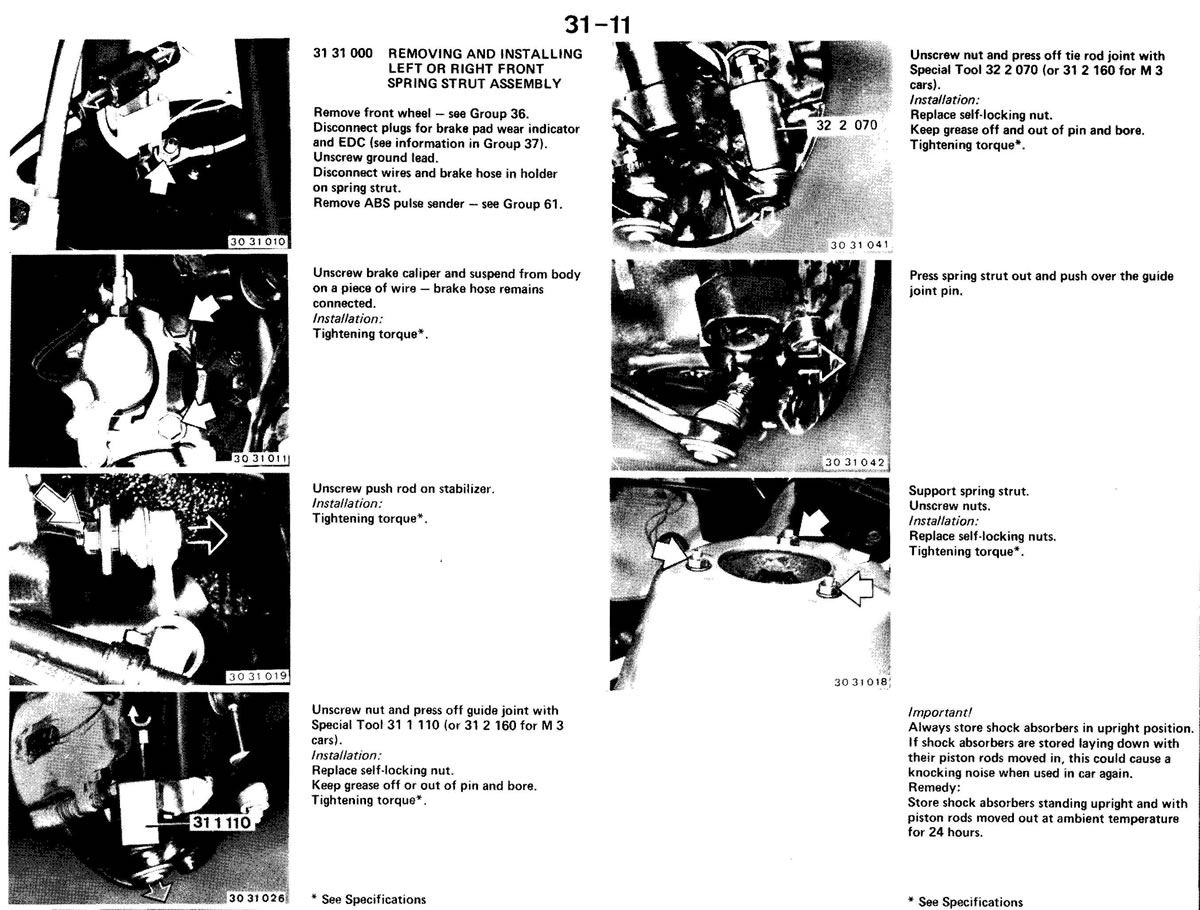 31-11
31 31 000 REMOVING AND INSTALLING
LEFT OR RIGHT FRONT
SPRING STRUT ASSEMBLY
Remove front wheel – see Group 36.
Disconnect plugs for brake pad wear indicator
and EDC (see information in Group 37).
Unscrew ground lead.
Disconnect wires and brake hose in holder
on spring strut.
Remove ABS pulse sender – see Group 61.
30 31 010
Unscrew brake caliper and suspend from body
on a piece of wire – brake hose remains
connected.
Installation:
Tightening torque*.
30 31 011
Unscrew push rod on stabilizer.
Installation:
Tightening torque*.
30 31 019
Unscrew nut and press off guide joint with
Special Tool 31 1 110 (or 31 2 160 for M 3
cars).
Installation:
Replace self-locking nut.
Keep grease off or out of pin and bore.
Tightening torque*.
31 1 110
30 31 026
* See Specifications
Unscrew nut and press off tie rod joint with
Special Tool 32 2 070 (or 31 2 160 for M 3
cars).
Installation:
Replace self-locking nut.
Keep grease off and out of pin and bore.
Tightening torque*.
32 2 070
30 31 041
Press spring strut out and push over the guide
joint pin.
30 31 042
Support spring strut.
Unscrew nuts.
Installation:
Replace self-locking nuts.
Tightening torque*.
30 31 018
Important!
Always store shock absorbers in upright position.
If shock absorbers are stored laying down with
their piston rods moved in, this could cause a
knocking noise when used in car again.
Remedy:
Store shock absorbers standing upright and with
piston rods moved out at ambient temperature
for 24 hours.
* See Specifications